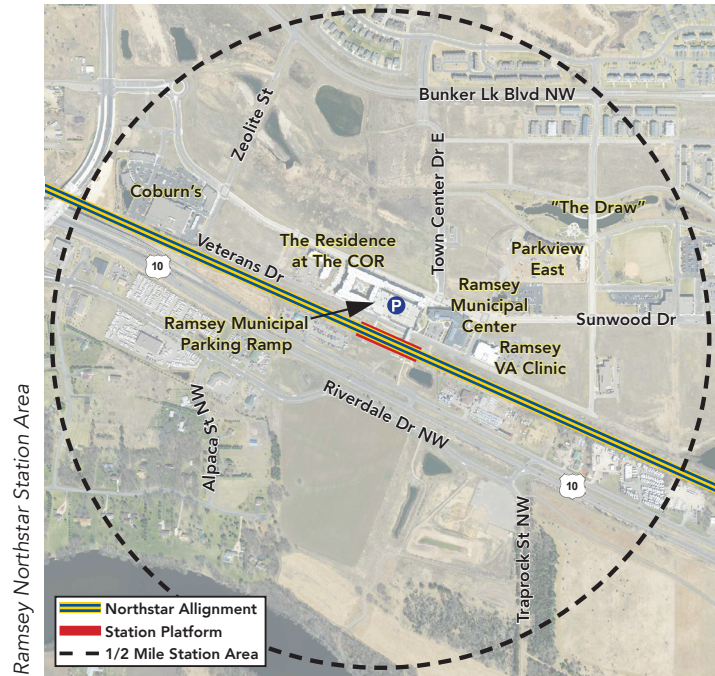 Bunker Lk Blvd NW
Zeolite St
Town Center Dr E
Coburn's
"The Draw"
Veterans Dr
The Residence
at The COR
Parkview
East
10
P
Ramsey
Municipal
Center
Ramsey Municipal
Parking Ramp
Sunwood Dr
Ramsey
VA Clinic
Riverdale Dr NW
Alpaca St NW
10
Traprock St NW
Ramsey Northstar Station Area
Northstar Allignment
Station Platform
1/2 Mile Station Area